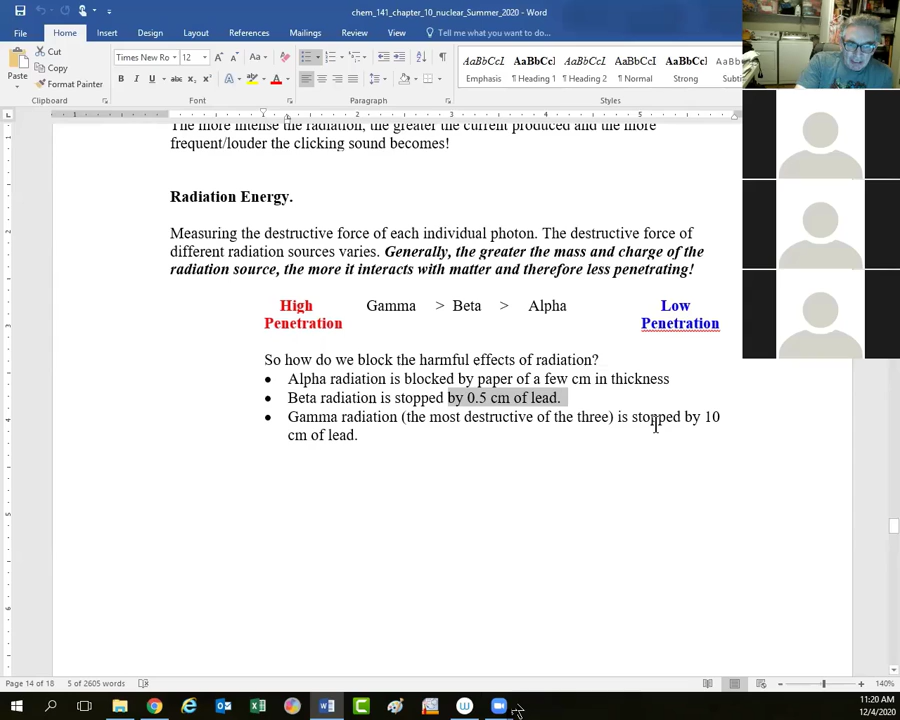 chem_141_chapter_10_nuclear_Summer_2020 - Word
File Home Insert Design Layout References Mailings Review View Tell me what you want to do...
Paste
Cut
Copy
Format Painter
Clipboard
Times New Ro 12
Aa
B I U abc x₂ x² A A
Font
Paragraph
AaBbCcI AaBbCcI AaBbCcI AaBbCcI AaBbCcI AaBb
Emphasis ¶ Heading 1 ¶ Heading 2 ¶ Normal Strong Subti
Styles
The more intense the radiation, the greater the current produced and the more
frequent/louder the clicking sound becomes!
Radiation Energy.
Measuring the destructive force of each individual photon. The destructive force of
different radiation sources varies. Generally, the greater the mass and charge of the
radiation source, the more it interacts with matter and therefore less penetrating!
High Gamma > Beta > Alpha Low
Penetration Penetration
So how do we block the harmful effects of radiation?
• Alpha radiation is blocked by paper of a few cm in thickness
• Beta radiation is stopped by 0.5 cm of lead.
• Gamma radiation (the most destructive of the three) is stopped by 10
cm of lead.
Page 14 of 18 5 of 2605 words 140%
11:20 AM
12/4/2020